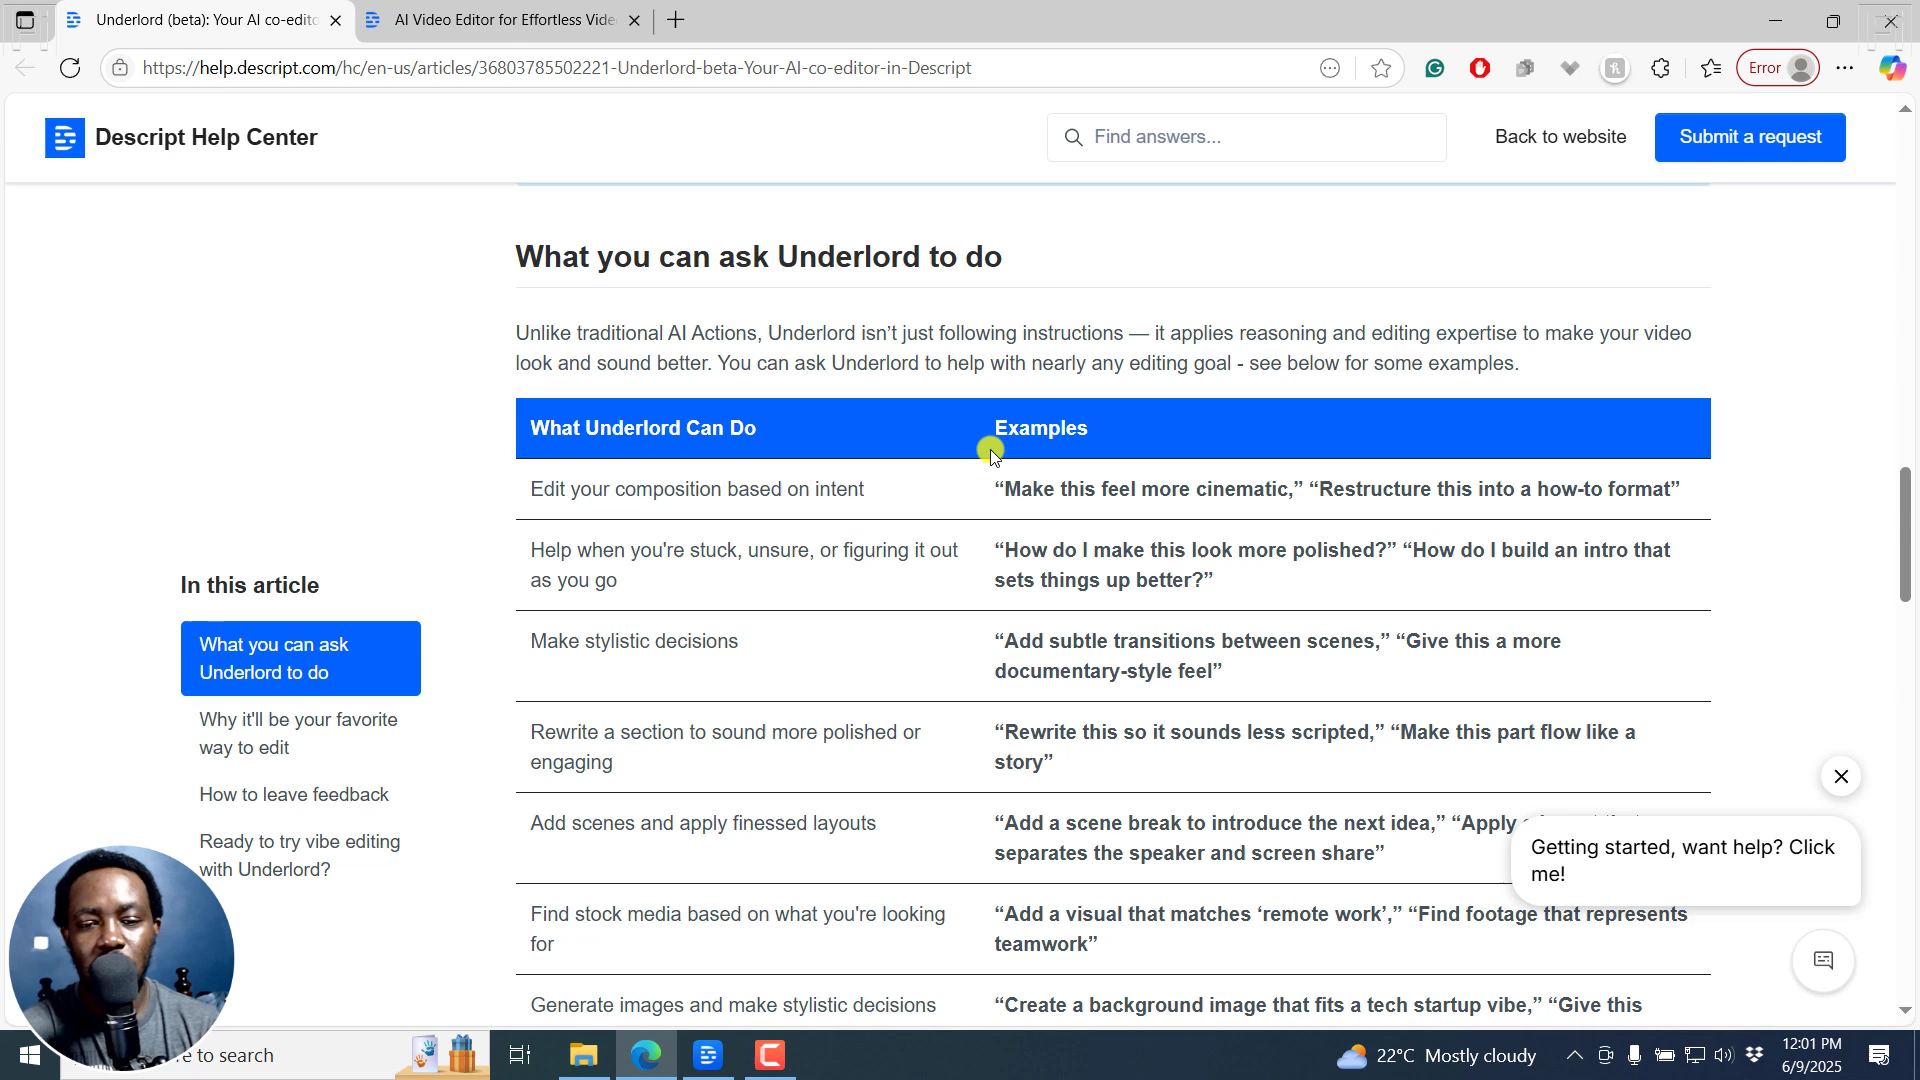 Underlord (beta): Your AI co-edito
AI Video Editor for Effortless Vide
https://help.descript.com/hc/en-us/articles/36803785502221-Underlord-beta-Your-AI-co-editor-in-Descript
Error
Descript Help Center
Find answers...
Back to website
Submit a request
What you can ask Underlord to do
Unlike traditional AI Actions, Underlord isn’t just following instructions — it applies reasoning and editing expertise to make your video
look and sound better. You can ask Underlord to help with nearly any editing goal - see below for some examples.
What Underlord Can Do
Examples
Edit your composition based on intent
“Make this feel more cinematic,” “Restructure this into a how-to format”
Help when you're stuck, unsure, or figuring it out
as you go
“How do I make this look more polished?” “How do I build an intro that
sets things up better?”
Make stylistic decisions
“Add subtle transitions between scenes,” “Give this a more
documentary-style feel”
Rewrite a section to sound more polished or
engaging
“Rewrite this so it sounds less scripted,” “Make this part flow like a
story”
Add scenes and apply finessed layouts
“Add a scene break to introduce the next idea,” “Apply
separates the speaker and screen share”
Find stock media based on what you're looking
for
“Add a visual that matches ‘remote work’,” “Find footage that represents
teamwork”
Generate images and make stylistic decisions
“Create a background image that fits a tech startup vibe,” “Give this
In this article
What you can ask
Underlord to do
Why it'll be your favorite
way to edit
How to leave feedback
Ready to try vibe editing
with Underlord?
Getting started, want help? Click
me!
to search
22°C Mostly cloudy
12:01 PM
6/9/2025